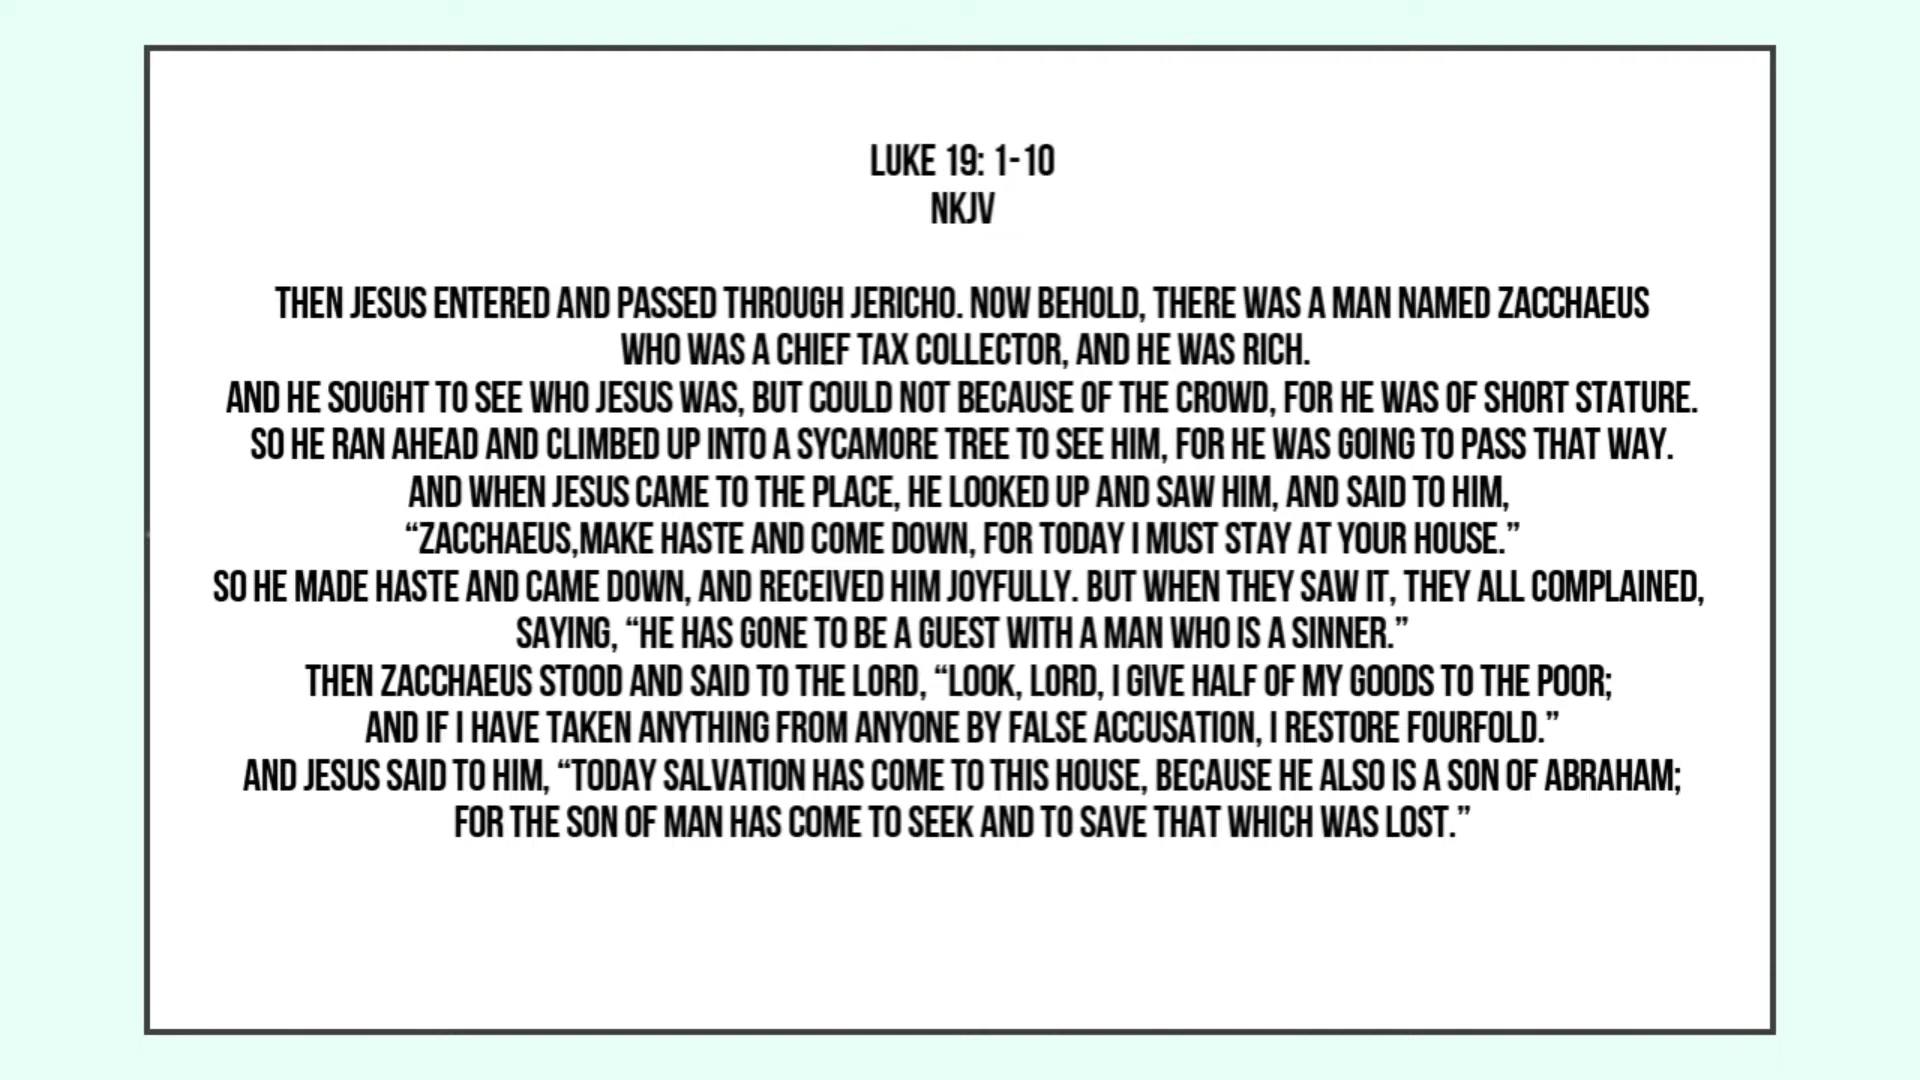 LUKE 19: 1-10
NKJV
THEN JESUS ENTERED AND PASSED THROUGH JERICHO. NOW BEHOLD, THERE WAS A MAN NAMED ZACCHAEUS
WHO WAS A CHIEF TAX COLLECTOR, AND HE WAS RICH.
AND HE SOUGHT TO SEE WHO JESUS WAS, BUT COULD NOT BECAUSE OF THE CROWD, FOR HE WAS OF SHORT STATURE.
SO HE RAN AHEAD AND CLIMBED UP INTO A SYCAMORE TREE TO SEE HIM, FOR HE WAS GOING TO PASS THAT WAY.
AND WHEN JESUS CAME TO THE PLACE, HE LOOKED UP AND SAW HIM, AND SAID TO HIM,
“ZACCHAEUS,MAKE HASTE AND COME DOWN, FOR TODAY I MUST STAY AT YOUR HOUSE.”
SO HE MADE HASTE AND CAME DOWN, AND RECEIVED HIM JOYFULLY. BUT WHEN THEY SAW IT, THEY ALL COMPLAINED,
SAYING, “HE HAS GONE TO BE A GUEST WITH A MAN WHO IS A SINNER.”
THEN ZACCHAEUS STOOD AND SAID TO THE LORD, “LOOK, LORD, I GIVE HALF OF MY GOODS TO THE POOR;
AND IF I HAVE TAKEN ANYTHING FROM ANYONE BY FALSE ACCUSATION, I RESTORE FOURFOLD.”
AND JESUS SAID TO HIM, “TODAY SALVATION HAS COME TO THIS HOUSE, BECAUSE HE ALSO IS A SON OF ABRAHAM;
FOR THE SON OF MAN HAS COME TO SEEK AND TO SAVE THAT WHICH WAS LOST.”